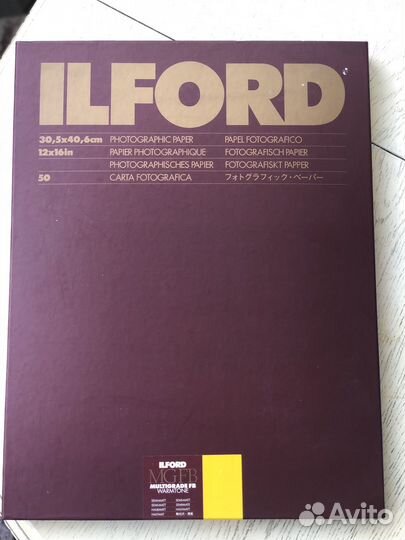 ILFORD
30,5x40,6cm PHOTOGRAPHIC PAPER PAPEL FOTOGRAFICO
12x16in PAPIER PHOTOGRAPHIQUE FOTOGRAFISCH PAPIER
PHOTOGRAPHISCHES PAPIER FOTOGRAFISKT PAPPER
50 CARTA FOTOGRAFICA フォトグラフィック・ペーパー
ILFORD
MGFB
MULTIGRADE FB
WARMTONE
SEMI-MATT
Avito